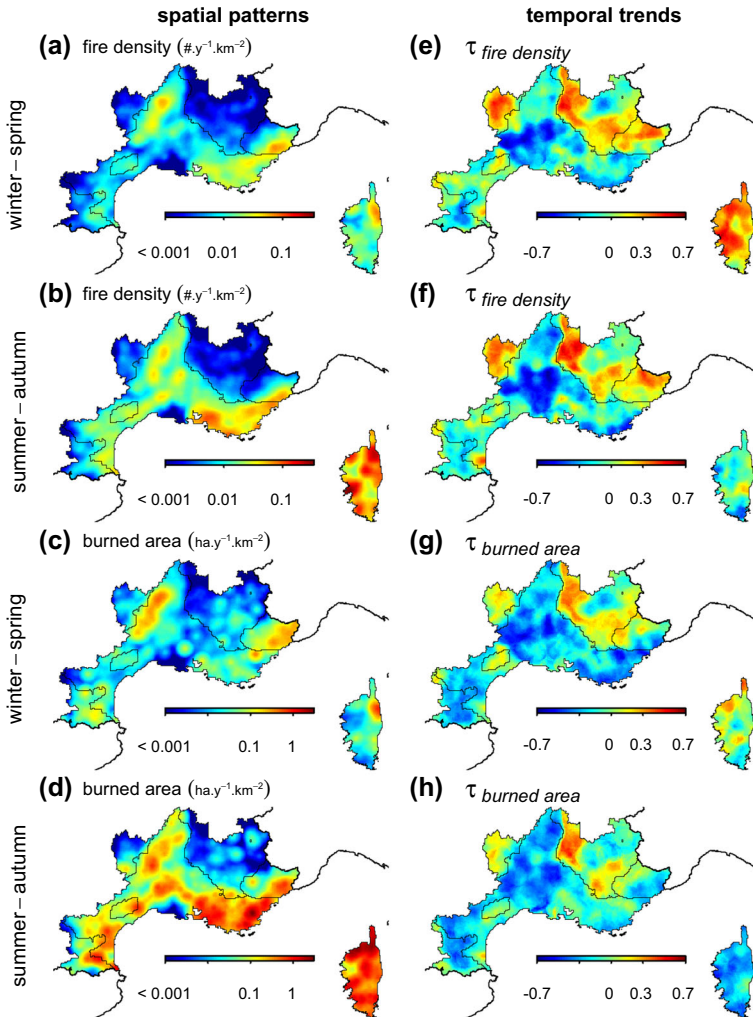 spatial patterns
temporal trends
winter – spring
(a) fire density (#.y⁻¹.km⁻²)
< 0.001 0.01 0.1
(e) τ fire density
-0.7 0 0.3 0.7
summer – autumn
(b) fire density (#.y⁻¹.km⁻²)
< 0.001 0.01 0.1
(f) τ fire density
-0.7 0 0.3 0.7
winter – spring
(c) burned area (ha.y⁻¹.km⁻²)
< 0.001 0.1 1
(g) τ burned area
-0.7 0 0.3 0.7
summer – autumn
(d) burned area (ha.y⁻¹.km⁻²)
< 0.001 0.1 1
(h) τ burned area
-0.7 0 0.3 0.7